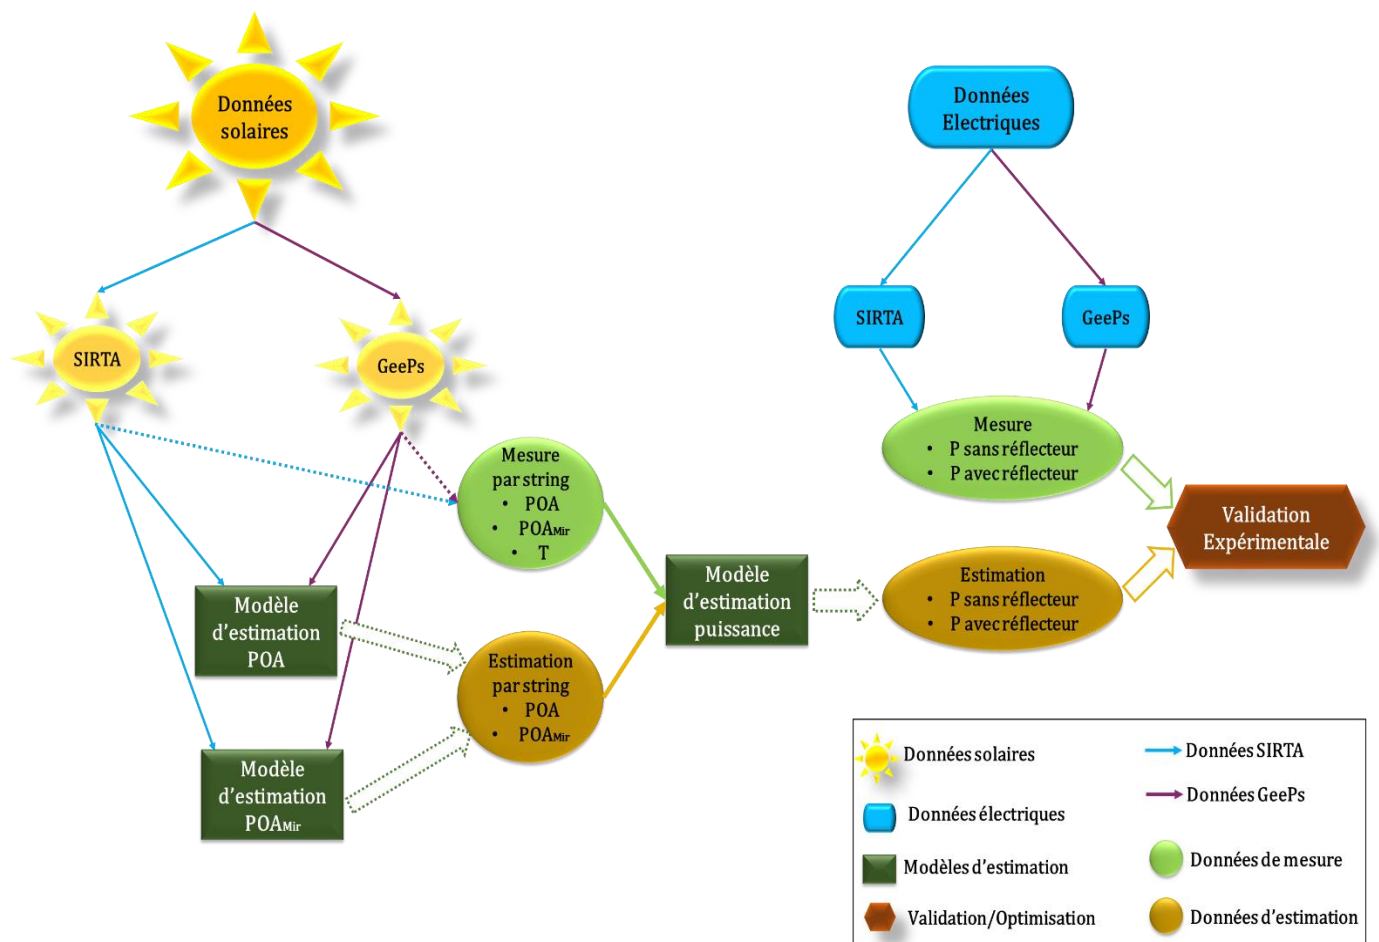 Données
solaires
Données
Electriques
SIRTA
GeePs
SIRTA
GeePs
Mesure
par string
• POA
• POAMir
• T
Mesure
• P sans réflecteur
• P avec réflecteur
Validation
Expérimentale
Modèle
d'estimation
POA
Modèle
d'estimation
puissance
Estimation
• P sans réflecteur
• P avec réflecteur
Estimation
par string
• POA
• POAMir
Modèle
d'estimation
POAMir
Données solaires
Données SIRTA
Données GeePs
Données électriques
Données de mesure
Modèles d'estimation
Validation/Optimisation
Données d'estimation